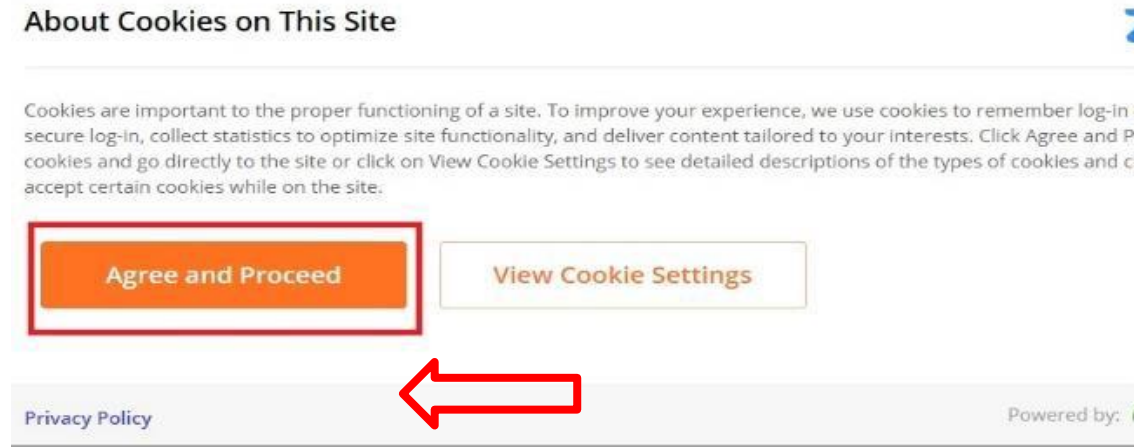 About Cookies on This Site
Cookies are important to the proper functioning of a site. To improve your experience, we use cookies to remember log-in
secure log-in, collect statistics to optimize site functionality, and deliver content tailored to your interests. Click Agree and P
cookies and go directly to the site or click on View Cookie Settings to see detailed descriptions of the types of cookies and c
accept certain cookies while on the site.
Agree and Proceed
View Cookie Settings
Privacy Policy
Powered by: